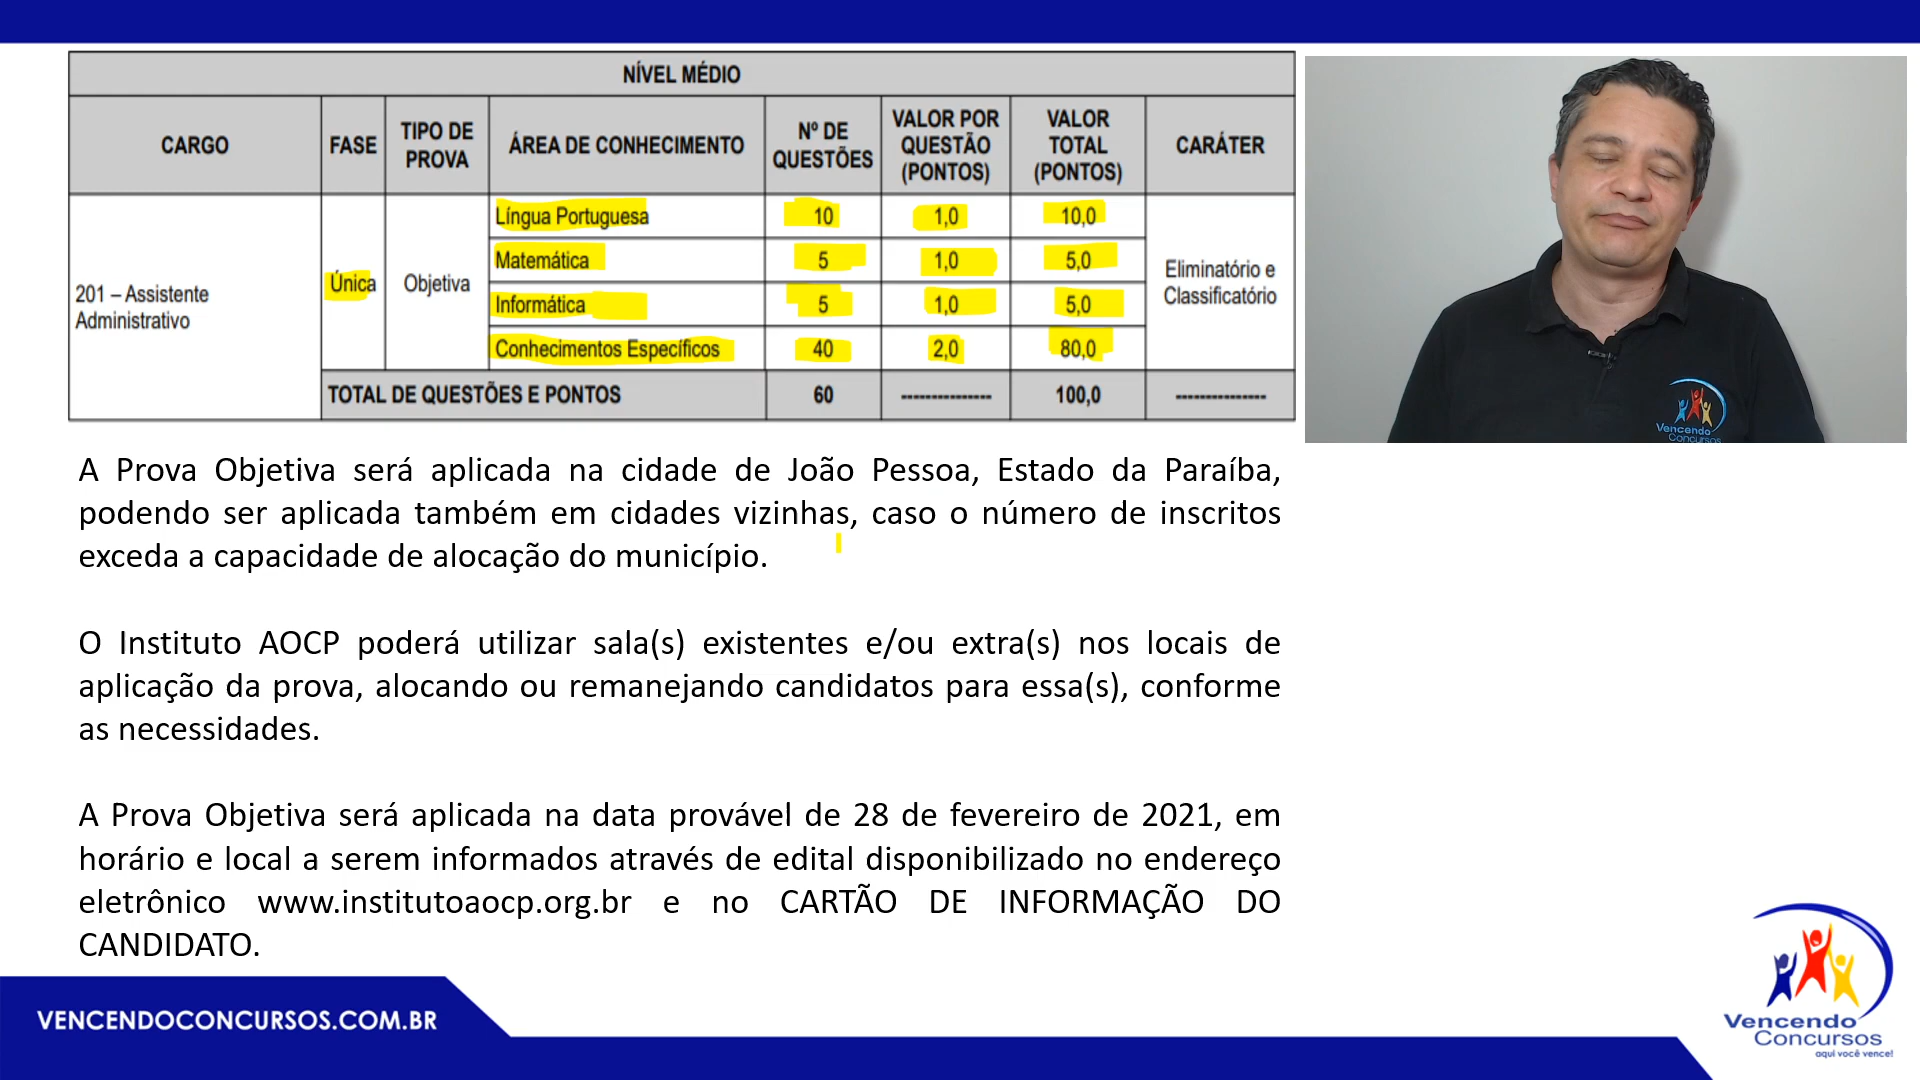 NÍVEL MÉDIO
CARGO FASE TIPO DE PROVA ÁREA DE CONHECIMENTO Nº DE QUESTÕES VALOR POR QUESTÃO (PONTOS) VALOR TOTAL (PONTOS) CARÁTER
201 – Assistente Administrativo Única Objetiva
Língua Portuguesa 10 1,0 10,0
Matemática 5 1,0 5,0
Informática 5 1,0 5,0
Conhecimentos Específicos 40 2,0 80,0
Eliminatório e Classificatório
TOTAL DE QUESTÕES E PONTOS 60 --------------- 100,0 ---------------
A Prova Objetiva será aplicada na cidade de João Pessoa, Estado da Paraíba,
podendo ser aplicada também em cidades vizinhas, caso o número de inscritos
exceda a capacidade de alocação do município.
O Instituto AOCP poderá utilizar sala(s) existentes e/ou extra(s) nos locais de
aplicação da prova, alocando ou remanejando candidatos para essa(s), conforme
as necessidades.
A Prova Objetiva será aplicada na data provável de 28 de fevereiro de 2021, em
horário e local a serem informados através de edital disponibilizado no endereço
eletrônico www.institutoaocp.org.br e no CARTÃO DE INFORMAÇÃO DO
CANDIDATO.
Vencendo
Concursos
VENCENDOCONCURSOS.COM.BR
Vencendo
Concursos
aqui você vence!